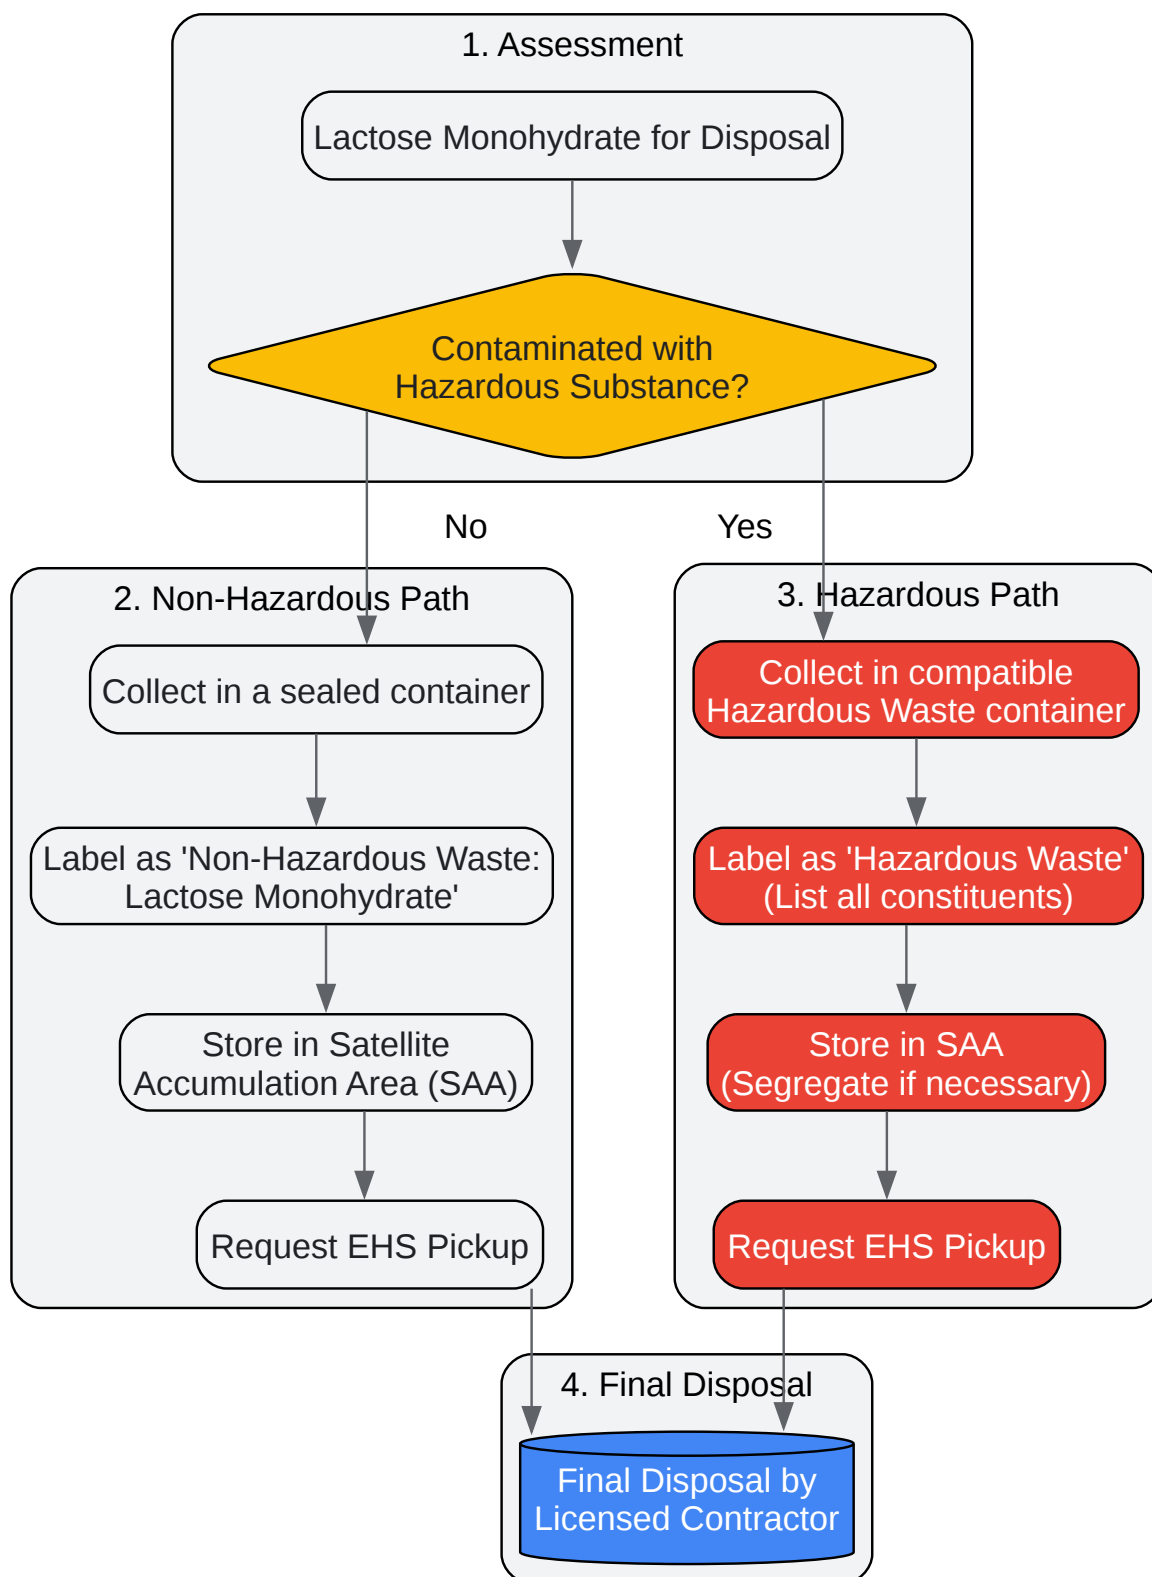 1. Assessment
Lactose Monohydrate for Disposal
Contaminated with
Hazardous Substance?
No
Yes
2. Non-Hazardous Path
Collect in a sealed container
Label as 'Non-Hazardous Waste:
Lactose Monohydrate'
Store in Satellite
Accumulation Area (SAA)
Request EHS Pickup
3. Hazardous Path
Collect in compatible
Hazardous Waste container
Label as 'Hazardous Waste'
(List all constituents)
Store in SAA
(Segregate if necessary)
Request EHS Pickup
4. Final Disposal
Final Disposal by
Licensed Contractor